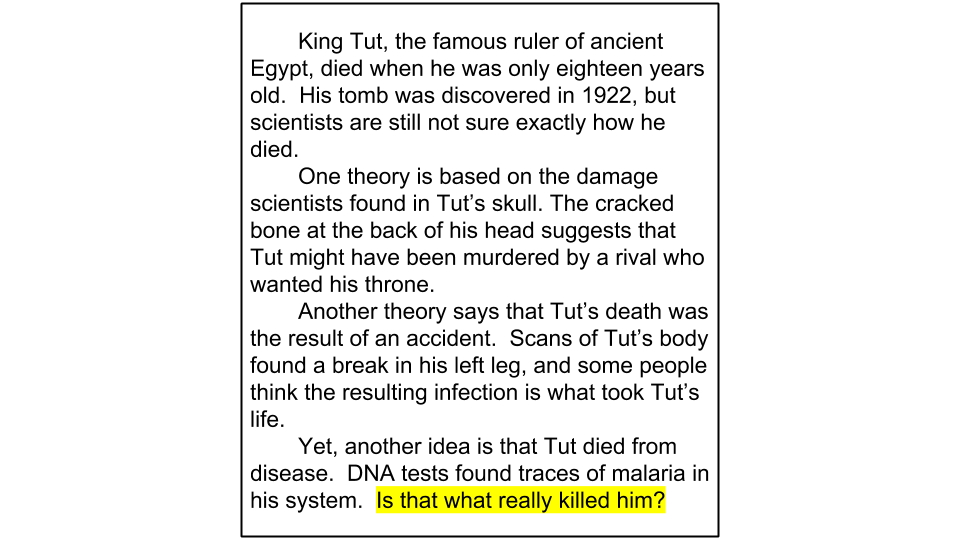 King Tut, the famous ruler of ancient
Egypt, died when he was only eighteen years
old.  His tomb was discovered in 1922, but
scientists are still not sure exactly how he
died.
One theory is based on the damage
scientists found in Tut’s skull. The cracked
bone at the back of his head suggests that
Tut might have been murdered by a rival who
wanted his throne.
Another theory says that Tut’s death was
the result of an accident.  Scans of Tut’s body
found a break in his left leg, and some people
think the resulting infection is what took Tut’s
life.
Yet, another idea is that Tut died from
disease.  DNA tests found traces of malaria in
his system.  Is that what really killed him?